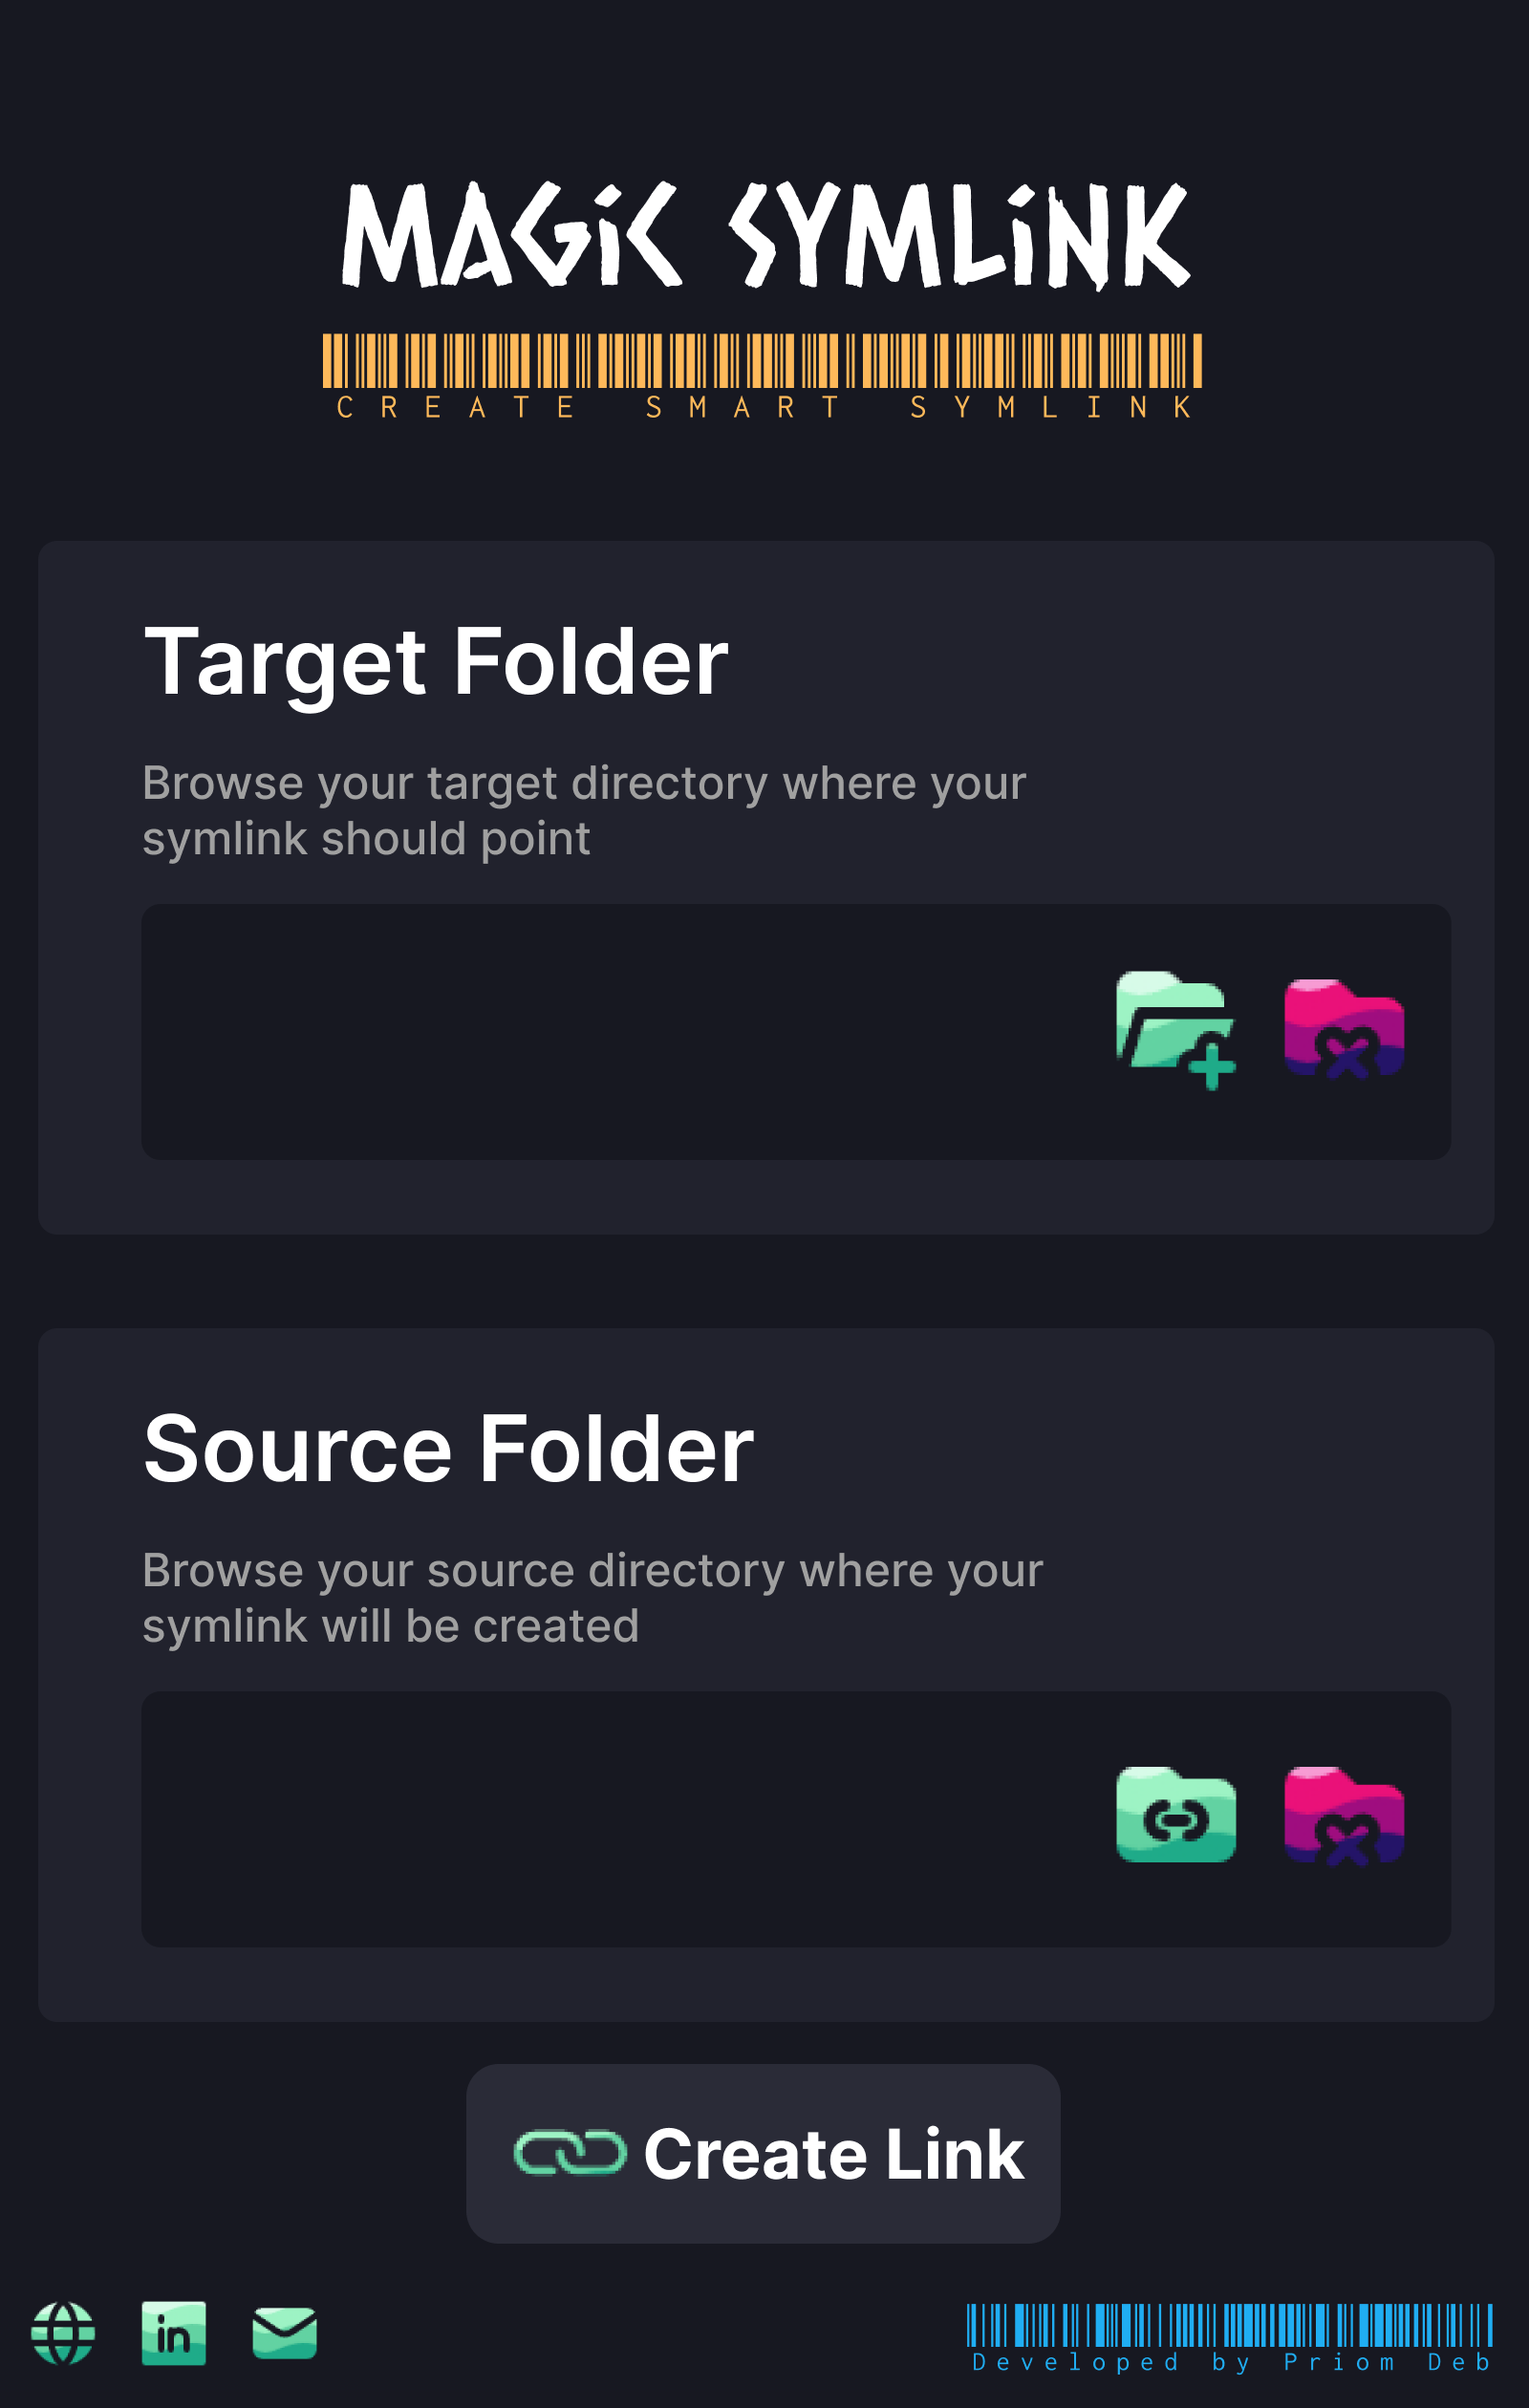 MAGiC SYMLiNK
CREATE SMART SYMLINK
Target Folder
Browse your target directory where your
symlink should point
Source Folder
Browse your source directory where your
symlink will be created
Create Link
in
Developed by Priom Deb